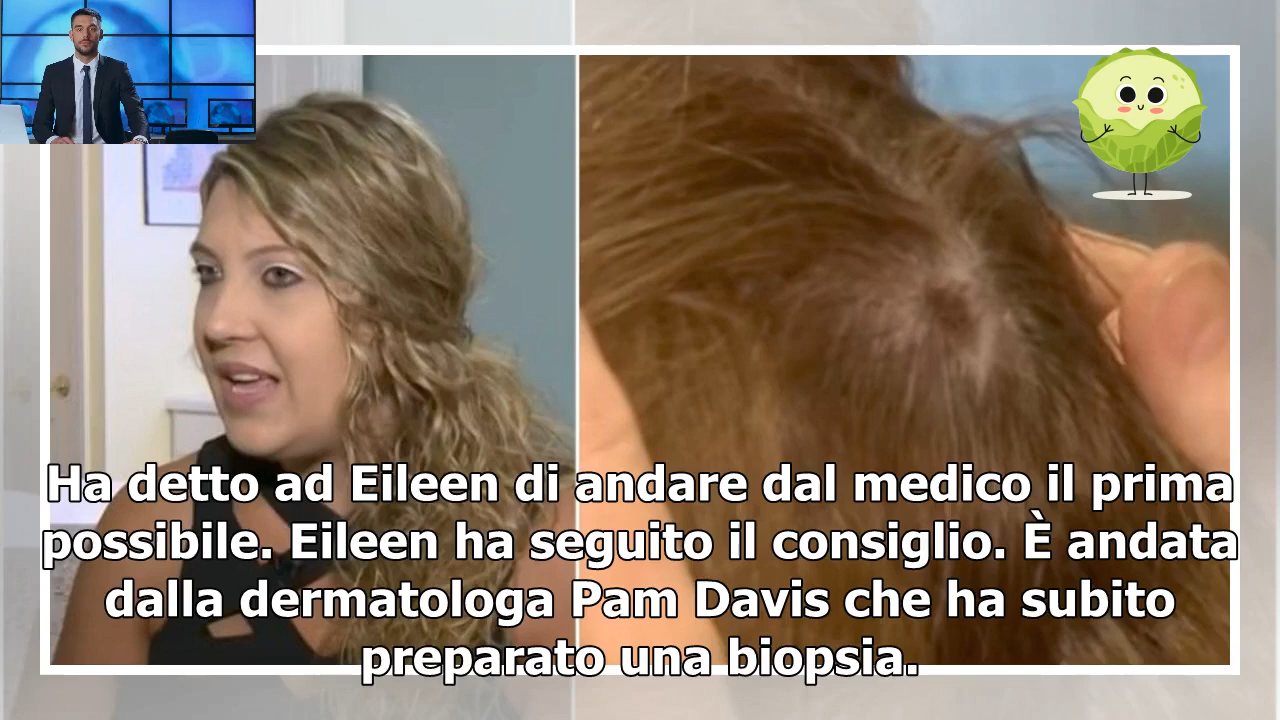 Ha detto ad Eileen di andare dal medico il prima
possibile. Eileen ha seguito il consiglio. È andata
dalla dermatologa Pam Davis che ha subito
preparato una biopsia.